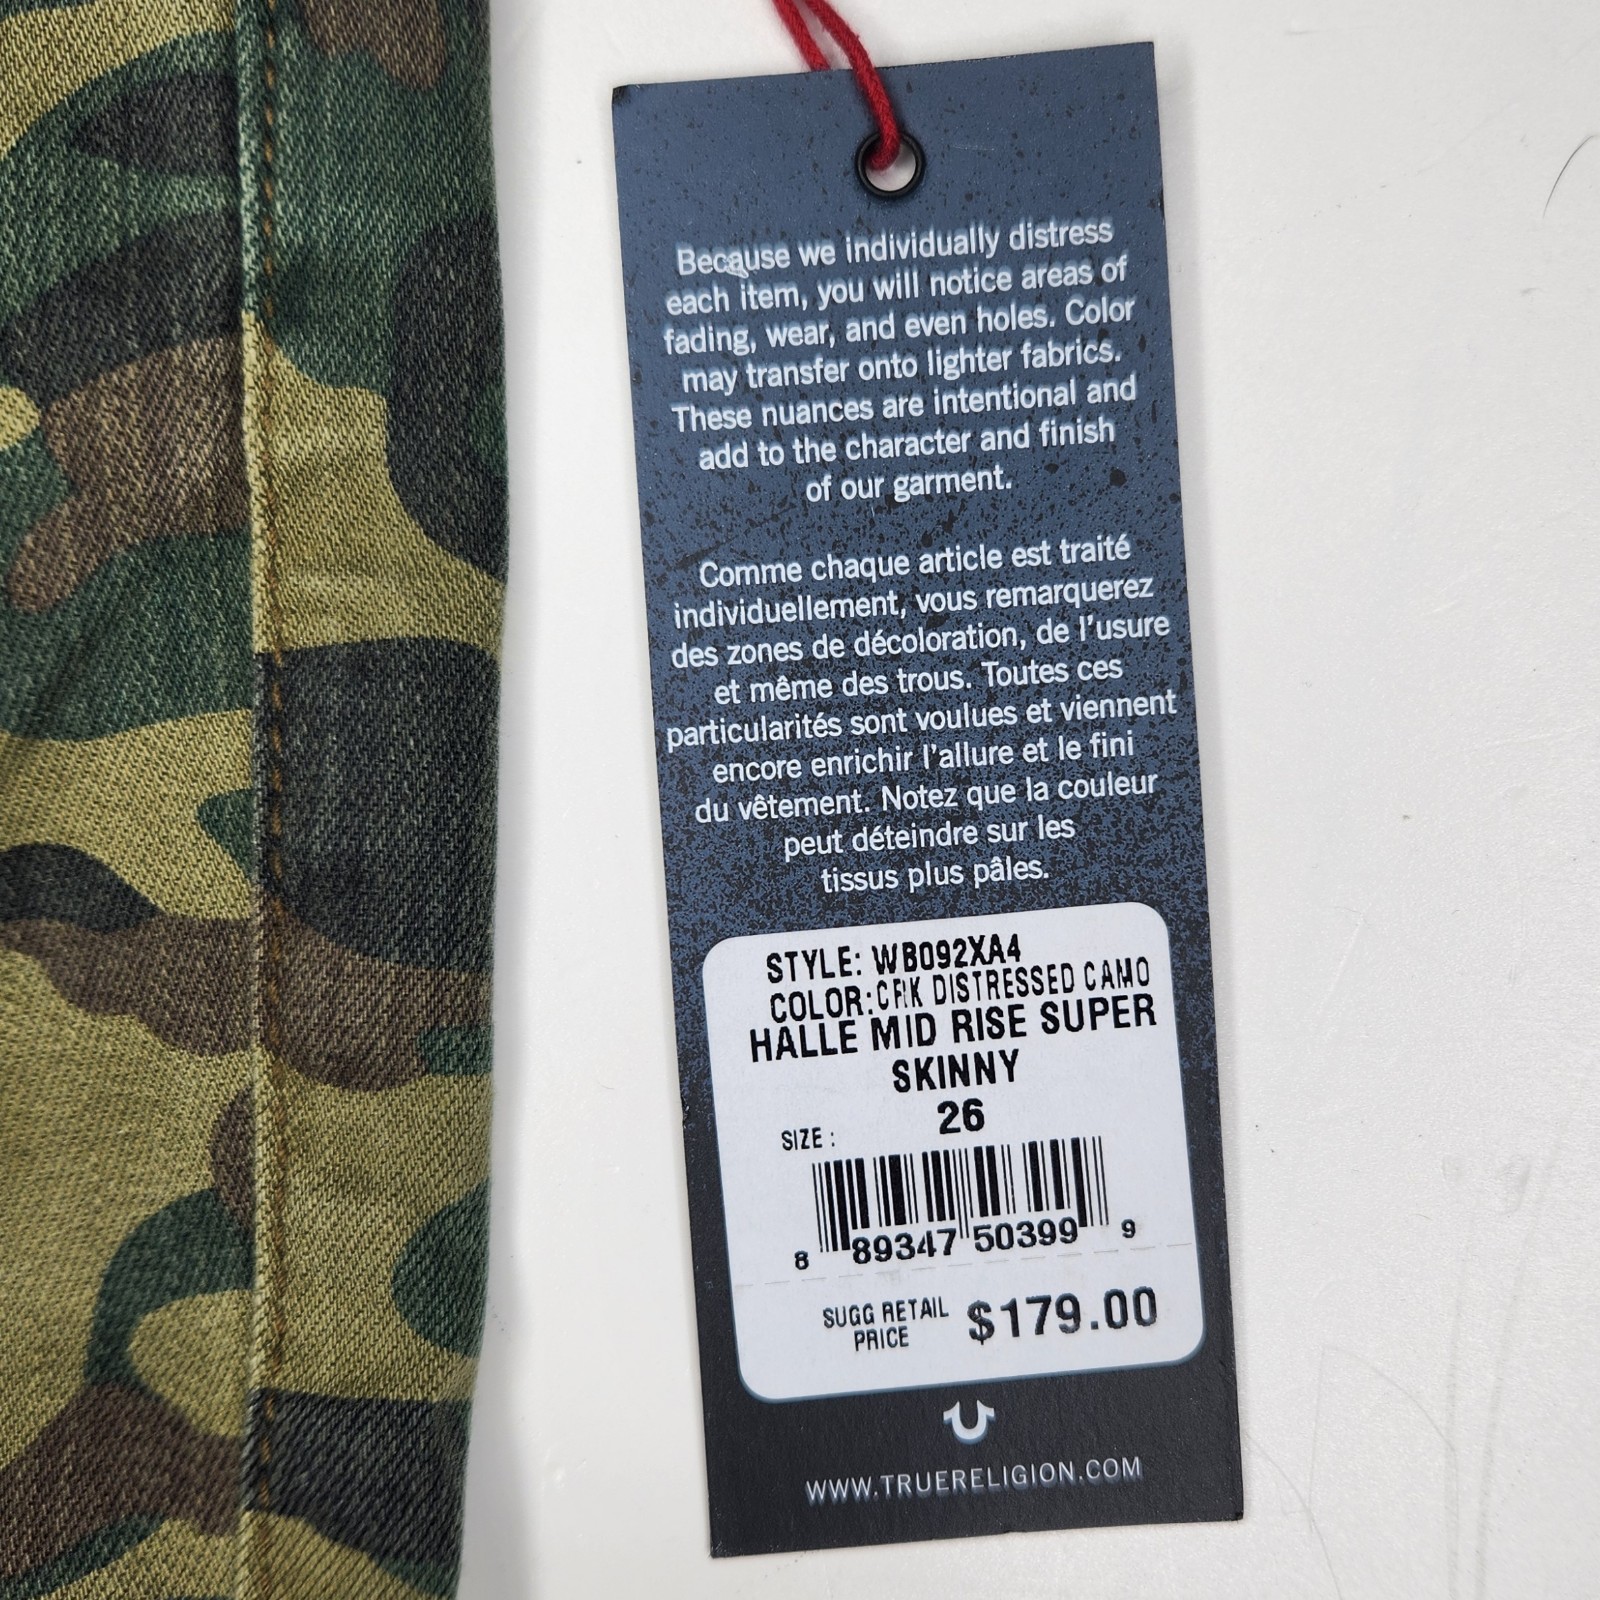 Because we individually distress
each item, you will notice areas of
fading, wear, and even holes. Color
may transfer onto lighter fabrics.
These nuances are intentional and
add to the character and finish
of our garment.
Comme chaque article est traité
individuellement, vous remarquerez
des zones de décoloration, de l'usure
et même des trous. Toutes ces
particularités sont voulues et viennent
encore enrichir l'allure et le fini
du vêtement. Notez que la couleur
peut déteindre sur les
tissus plus pâles.
STYLE: WB092XA4
COLOR:CRK DISTRESSED CAMO
HALLE MID RISE SUPER
SKINNY
SIZE : 26
8 89347 50399 9
SUGG RETAIL
PRICE $179.00
WWW.TRUERELIGION.COM